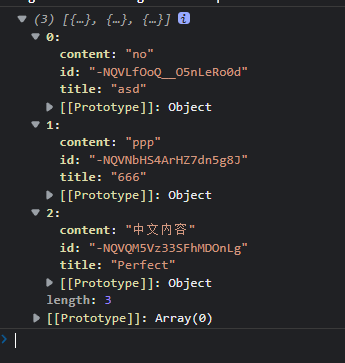 (3) [{…}, {…}, {…}] i
0:
content: "no"
id: "-NQVLfOoQ__O5nLeRo0d"
title: "asd"
[[Prototype]]: Object
1:
content: "ppp"
id: "-NQVNbHS4ArHZ7dn5g8J"
title: "666"
[[Prototype]]: Object
2:
content: "中文内容"
id: "-NQVQM5Vz33SFhMDOnLg"
title: "Perfect"
[[Prototype]]: Object
length: 3
[[Prototype]]: Array(0)